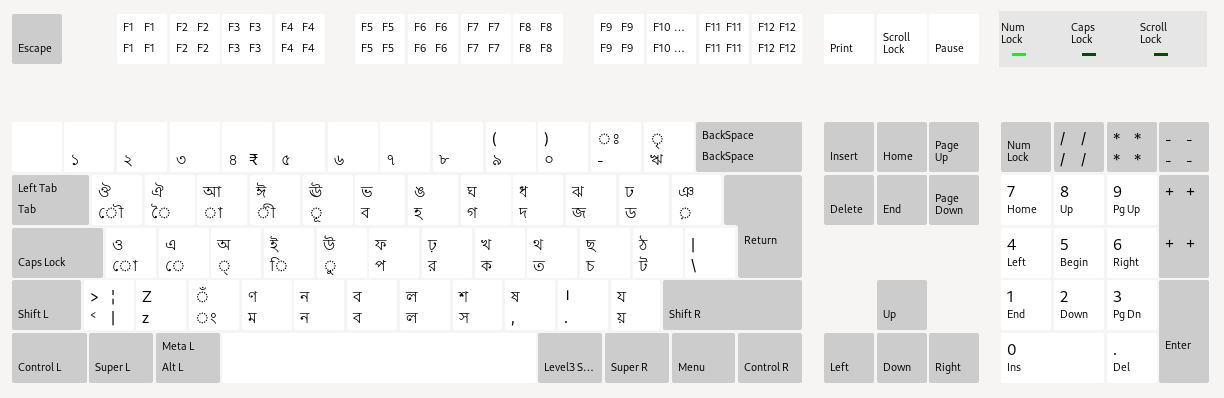 F1 F1 F2 F2 F3 F3 F4 F4 F5 F5 F6 F6 F7 F7 F8 F8 F9 F9 F10 ... F11 F11 F12 F12
Escape F1 F1 F2 F2 F3 F3 F4 F4 F5 F5 F6 F6 F7 F7 F8 F8 F9 F9 F10 ... F11 F11 F12 F12 Print Scroll Lock Pause Num Lock Caps Lock Scroll Lock
( ) ঃ ৃ BackSpace
১ ২ ৩ ৪ ₹ ৫ ৬ ৭ ৮ ৯ ০ - ঋ BackSpace Insert Home Page Up Num Lock / / * * - -
/ / * * - -
Left Tab ঔ ঐ আ ঈ ঊ ভ ঙ ঘ ধ ঝ ঢ ঞ
Tab ৌ ৈ া ী ূ ব হ গ দ জ ড ় Delete End Page Down 7 8 9 + +
Home Up Pg Up
ও এ অ ই উ ফ ঢ় খ থ ছ ঠ | Return
Caps Lock ো ে ্ ি ু প র ক ত চ ট \ 4 5 6 + +
Left Begin Right
> ¦ Z ঁ ণ ন ব ল শ ষ । য
Shift L < | z ং ম ন ব ল স , . য় Shift R Up 1 2 3
End Down Pg Dn
Meta L
Control L Super L Alt L Level3 S... Super R Menu Control R Left Down Right 0 . Enter
Ins Del